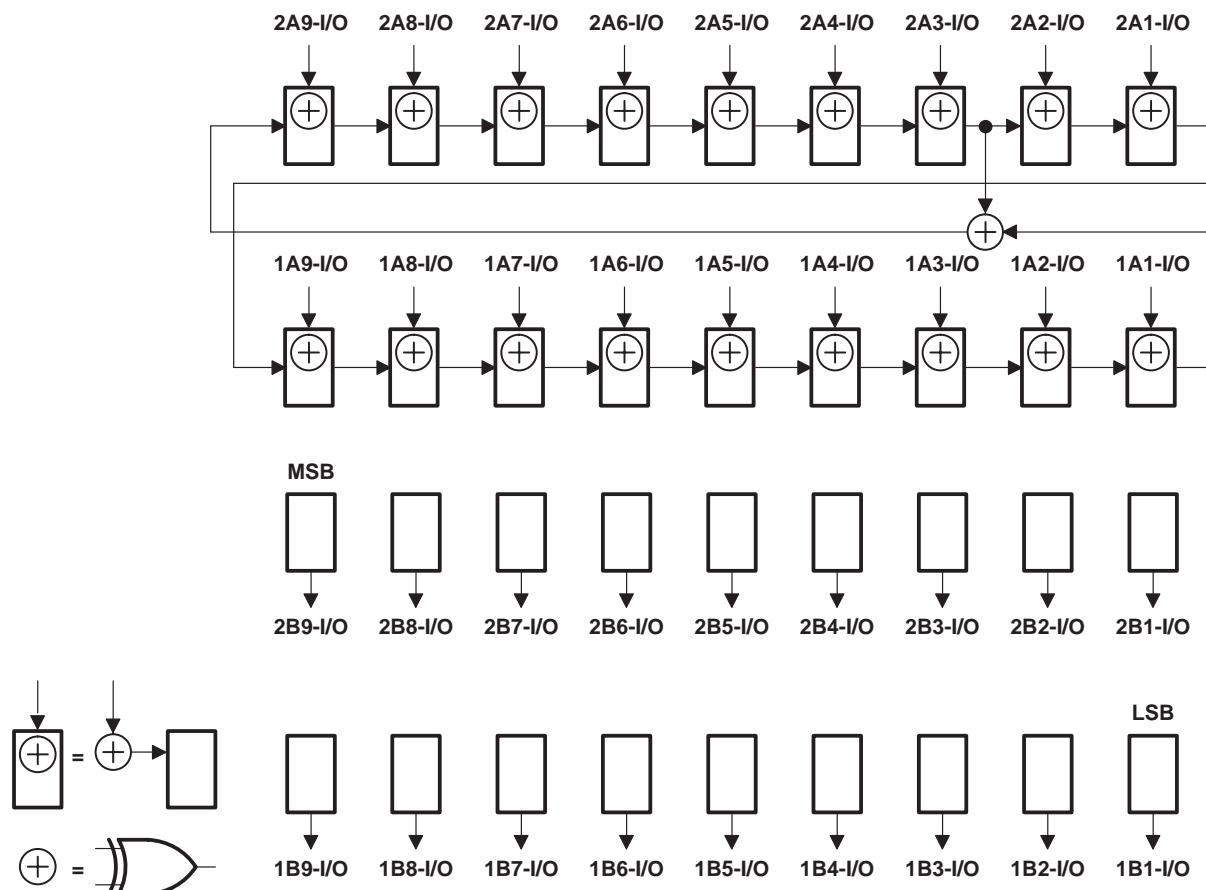 2A9-I/O 2A8-I/O 2A7-I/O 2A6-I/O 2A5-I/O 2A4-I/O 2A3-I/O 2A2-I/O 2A1-I/O
1A9-I/O 1A8-I/O 1A7-I/O 1A6-I/O 1A5-I/O 1A4-I/O 1A3-I/O 1A2-I/O 1A1-I/O
MSB
2B9-I/O 2B8-I/O 2B7-I/O 2B6-I/O 2B5-I/O 2B4-I/O 2B3-I/O 2B2-I/O 2B1-I/O
LSB
=
=
1B9-I/O 1B8-I/O 1B7-I/O 1B6-I/O 1B5-I/O 1B4-I/O 1B3-I/O 1B2-I/O 1B1-I/O